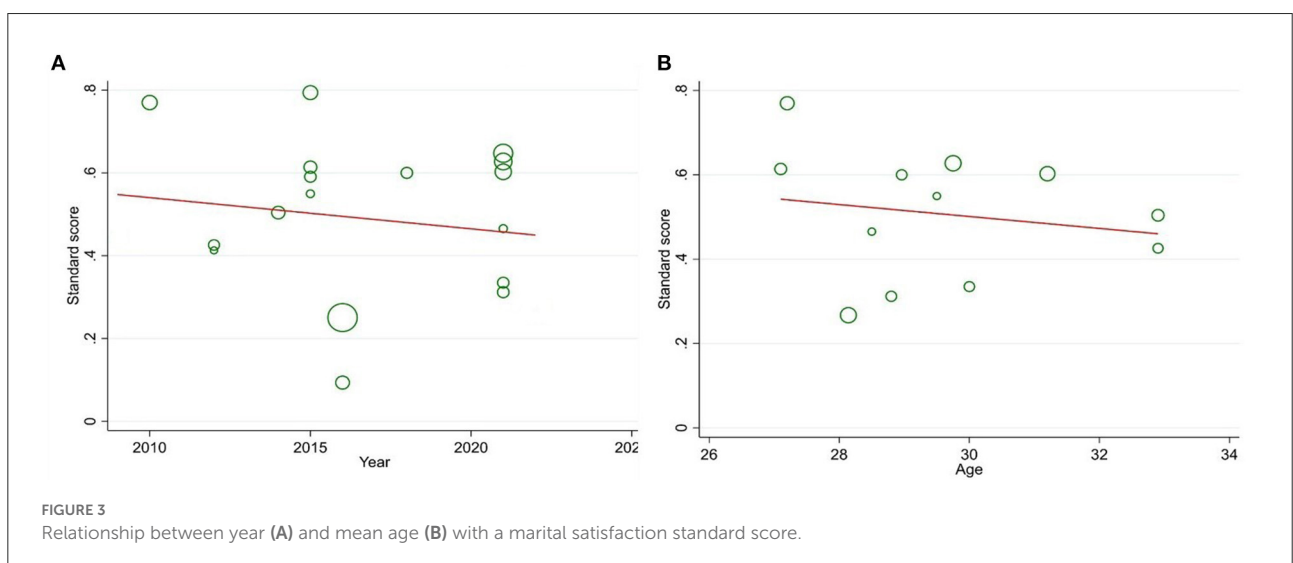 A
B
Standard score
.8
.6
.4
.2
0
2010
2015
2020
202
Year
Standard score
.8
.6
.4
.2
0
26
28
30
32
34
Age
FIGURE 3
Relationship between year (A) and mean age (B) with a marital satisfaction standard score.